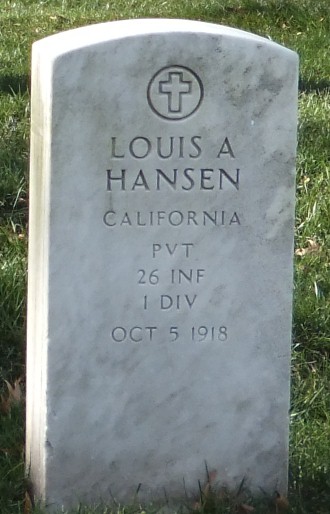 LOUIS A
HANSEN
CALIFORNIA
PVT
26 INF
1 DIV
OCT 5 1918